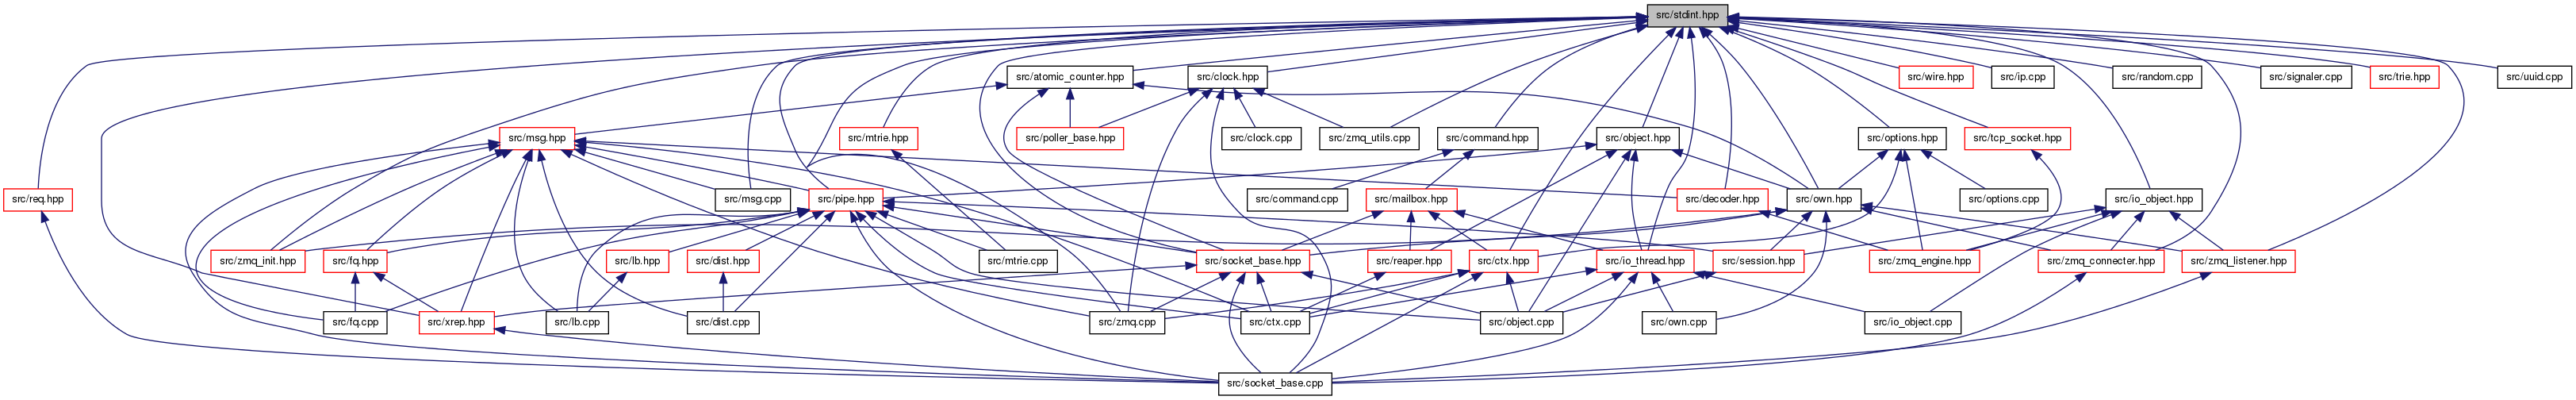 src/stdint.hpp
src/atomic_counter.hpp
src/clock.hpp
src/wire.hpp
src/ip.cpp
src/random.cpp
src/signaler.cpp
src/trie.hpp
src/uuid.cpp
src/msg.hpp
src/mtrie.hpp
src/poller_base.hpp
src/clock.cpp
src/zmq_utils.cpp
src/command.hpp
src/object.hpp
src/options.hpp
src/tcp_socket.hpp
src/req.hpp
src/msg.cpp
src/pipe.hpp
src/command.cpp
src/mailbox.hpp
src/decoder.hpp
src/own.hpp
src/options.cpp
src/io_object.hpp
src/zmq_init.hpp
src/fq.hpp
src/lb.hpp
src/dist.hpp
src/mtrie.cpp
src/socket_base.hpp
src/reaper.hpp
src/ctx.hpp
src/io_thread.hpp
src/session.hpp
src/zmq_engine.hpp
src/zmq_connecter.hpp
src/zmq_listener.hpp
src/fq.cpp
src/xrep.hpp
src/lb.cpp
src/dist.cpp
src/zmq.cpp
src/ctx.cpp
src/object.cpp
src/own.cpp
src/io_object.cpp
src/socket_base.cpp